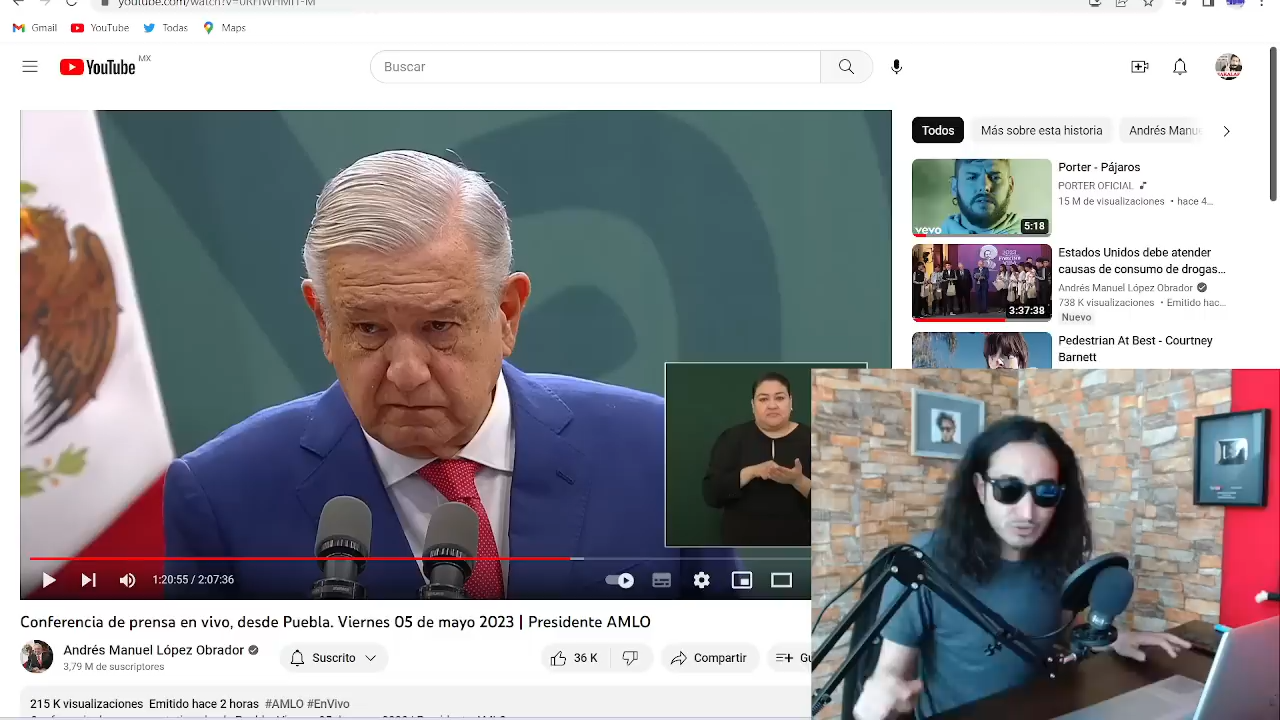 Gmail
YouTube
Todas
Maps
YouTube MX
Buscar
Todos
Más sobre esta historia
Andrés Manue
Porter - Pájaros
PORTER OFICIAL
15 M de visualizaciones • hace 4...
vevo
5:18
Estados Unidos debe atender
causas de consumo de drogas...
Andrés Manuel López Obrador
738 K visualizaciones • Emitido hac...
Nuevo
3:37:38
Pedestrian At Best - Courtney
Barnett
1:20:55 / 2:07:36
Conferencia de prensa en vivo, desde Puebla. Viernes 05 de mayo 2023 | Presidente AMLO
Andrés Manuel López Obrador
3,79 M de suscriptores
Suscrito
36 K
Compartir
215 K visualizaciones Emitido hace 2 horas #AMLO #EnVivo